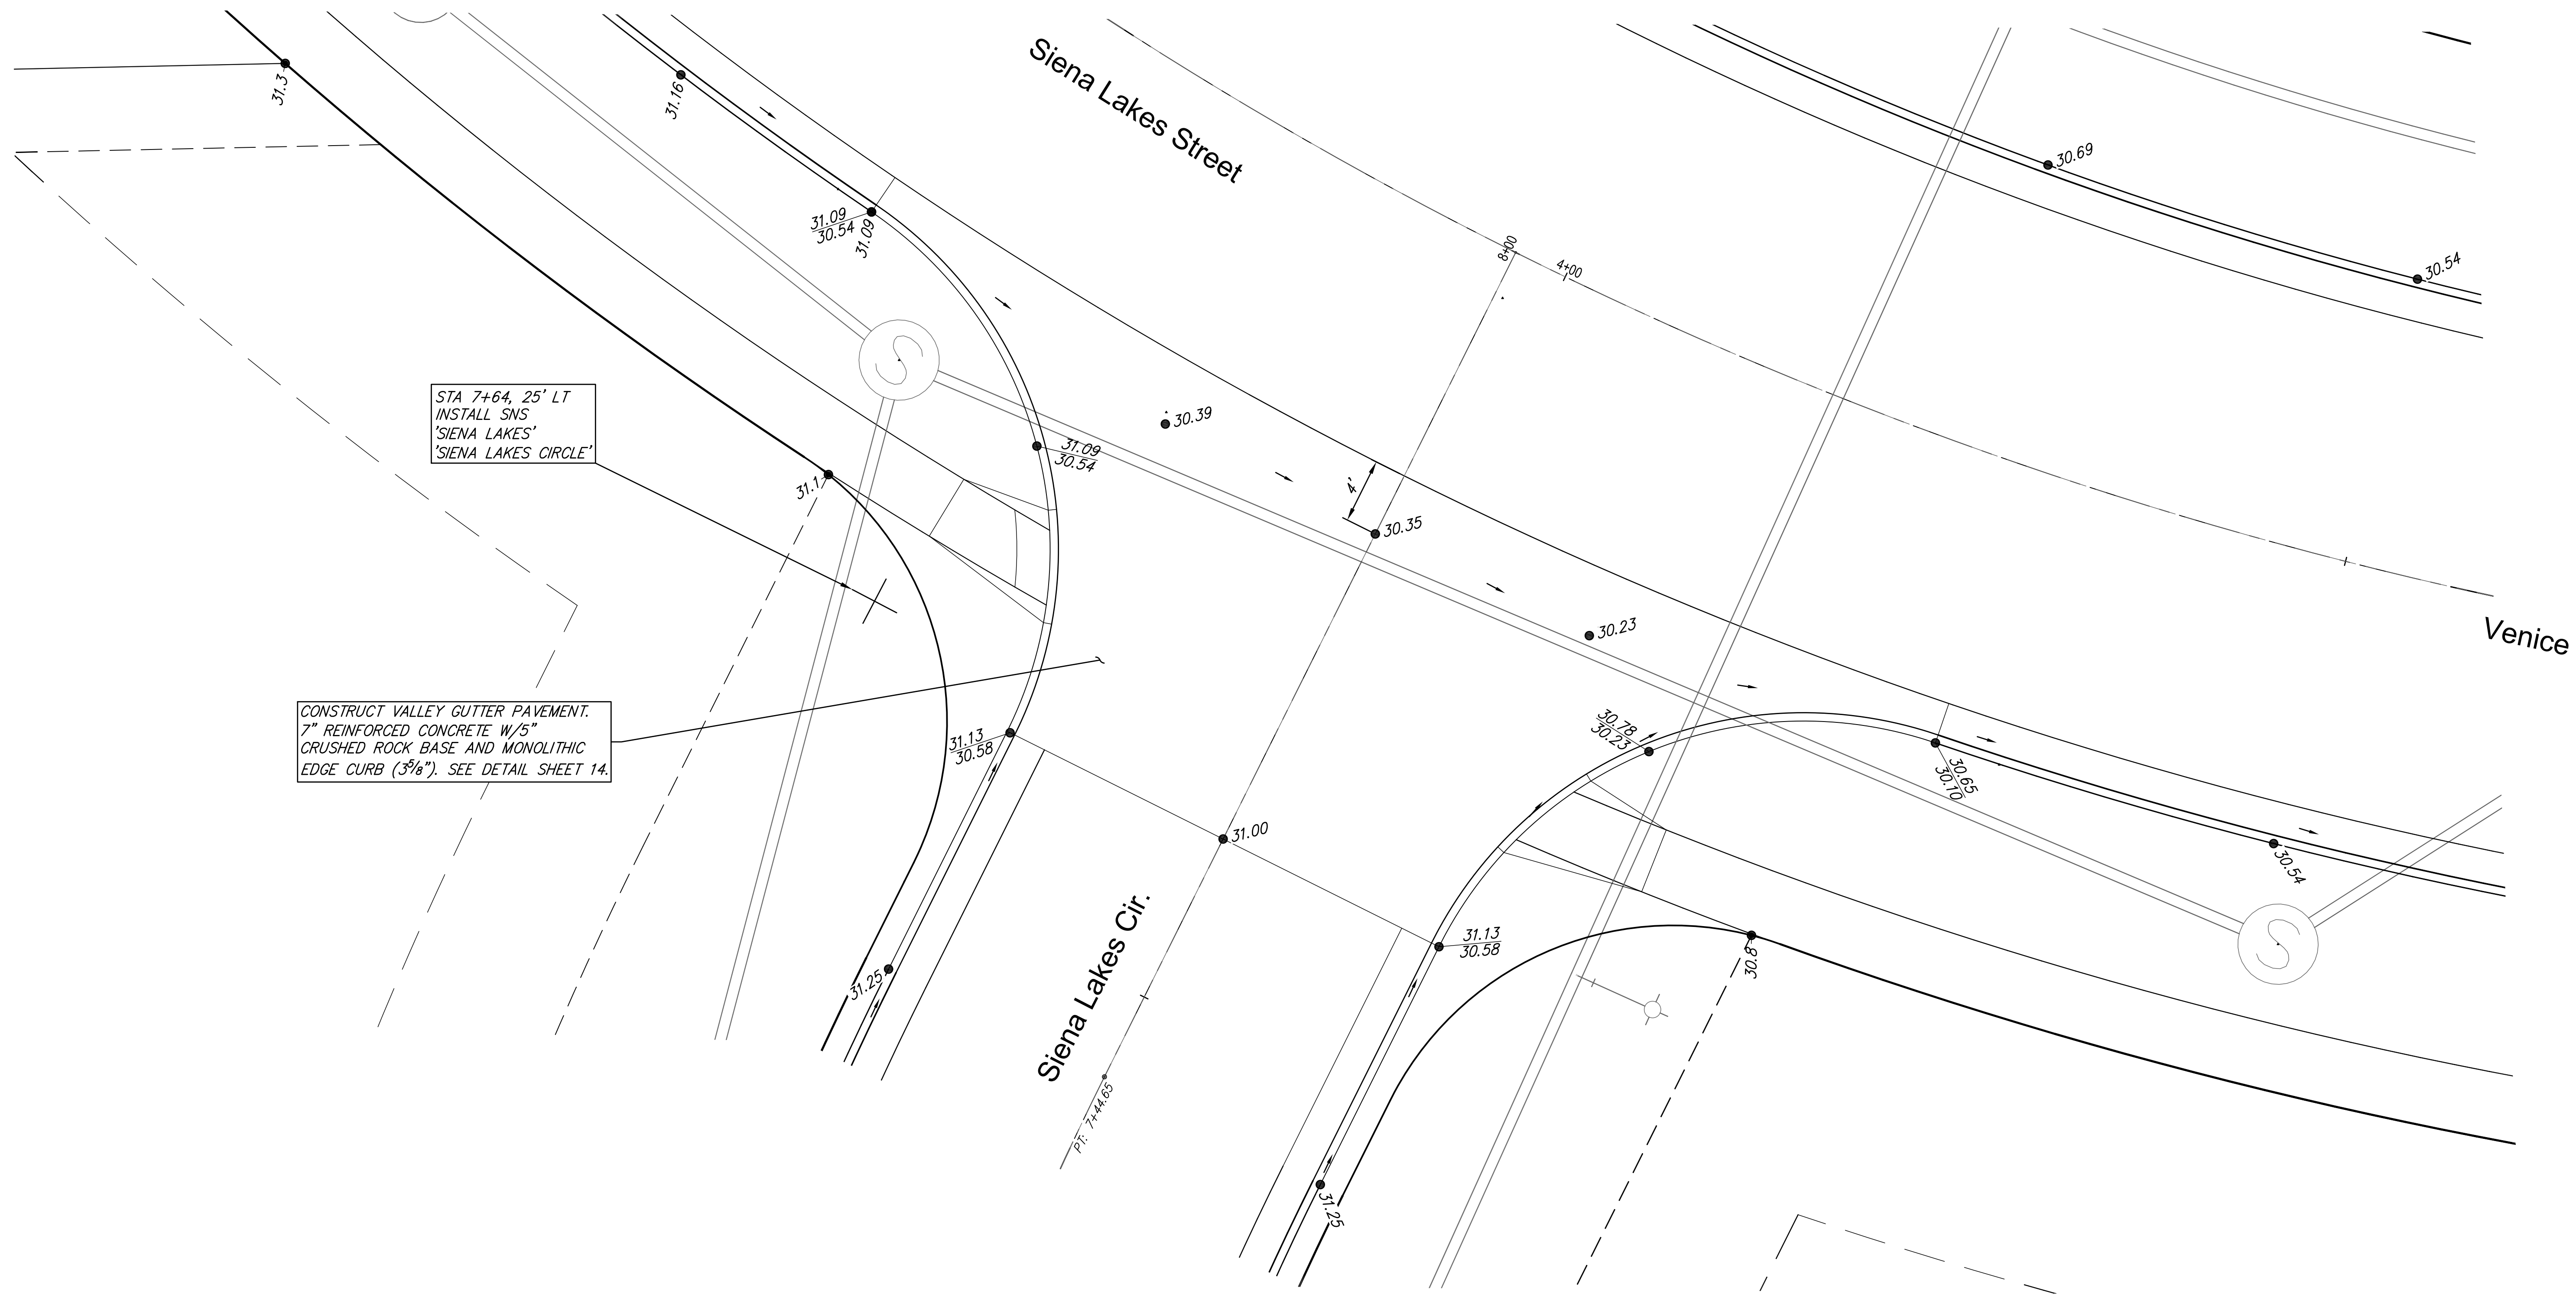 Siena Lakes Street
31.3
31.16
30.69
31.09
30.54
31.09
8+00
4+00
30.54
STA 7+64, 25' LT
INSTALL SNS
'SIENA LAKES'
'SIENA LAKES CIRCLE'
S
30.39
31.09
30.54
31.1
4'
30.35
30.23
Venice
CONSTRUCT VALLEY GUTTER PAVEMENT.
7" REINFORCED CONCRETE W/5"
CRUSHED ROCK BASE AND MONOLITHIC
EDGE CURB (3 5/8"). SEE DETAIL SHEET 14.
31.13
30.58
30.78
30.23
30.65
30.10
31.00
30.54
Siena Lakes Cir.
31.13
30.58
30.8
S
31.25
PT: 7+44.65
31.25